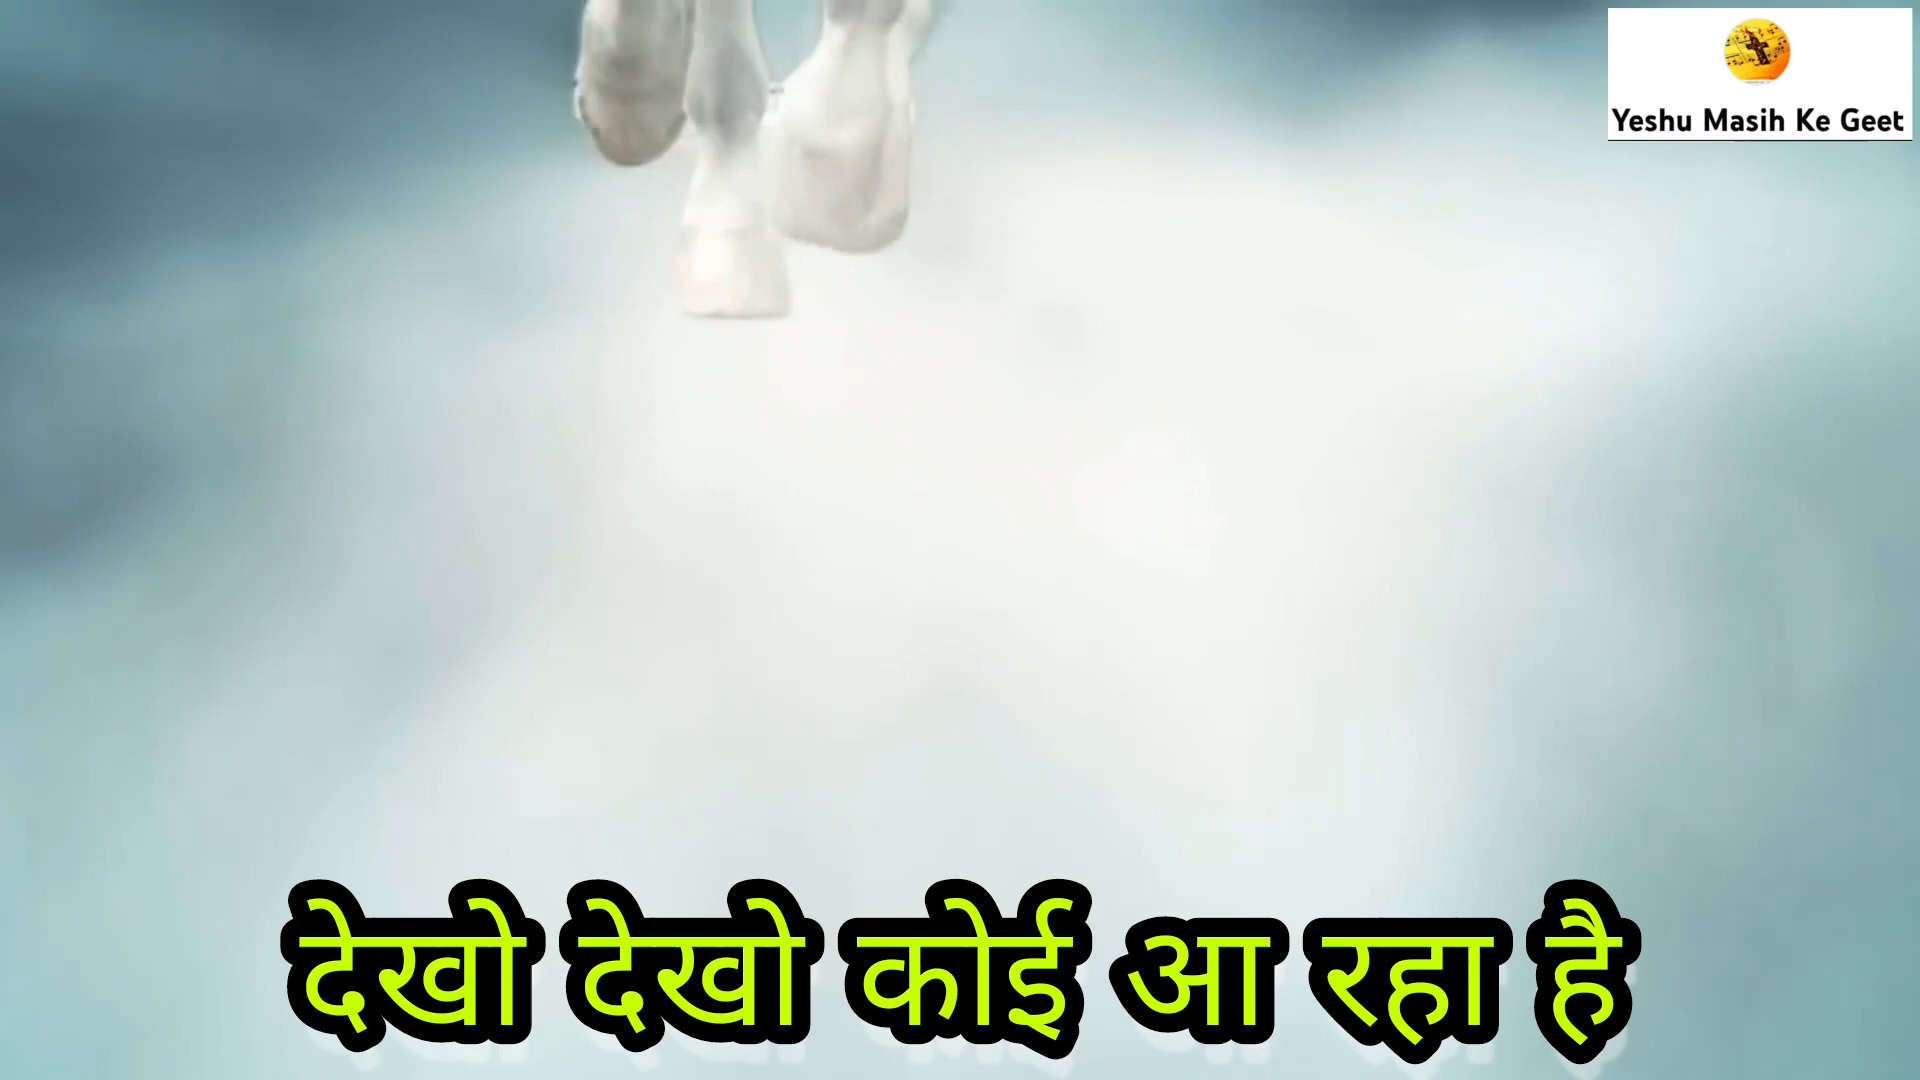 Yeshu Masih Ke Geet
देखो देखो कोई आ रहा है